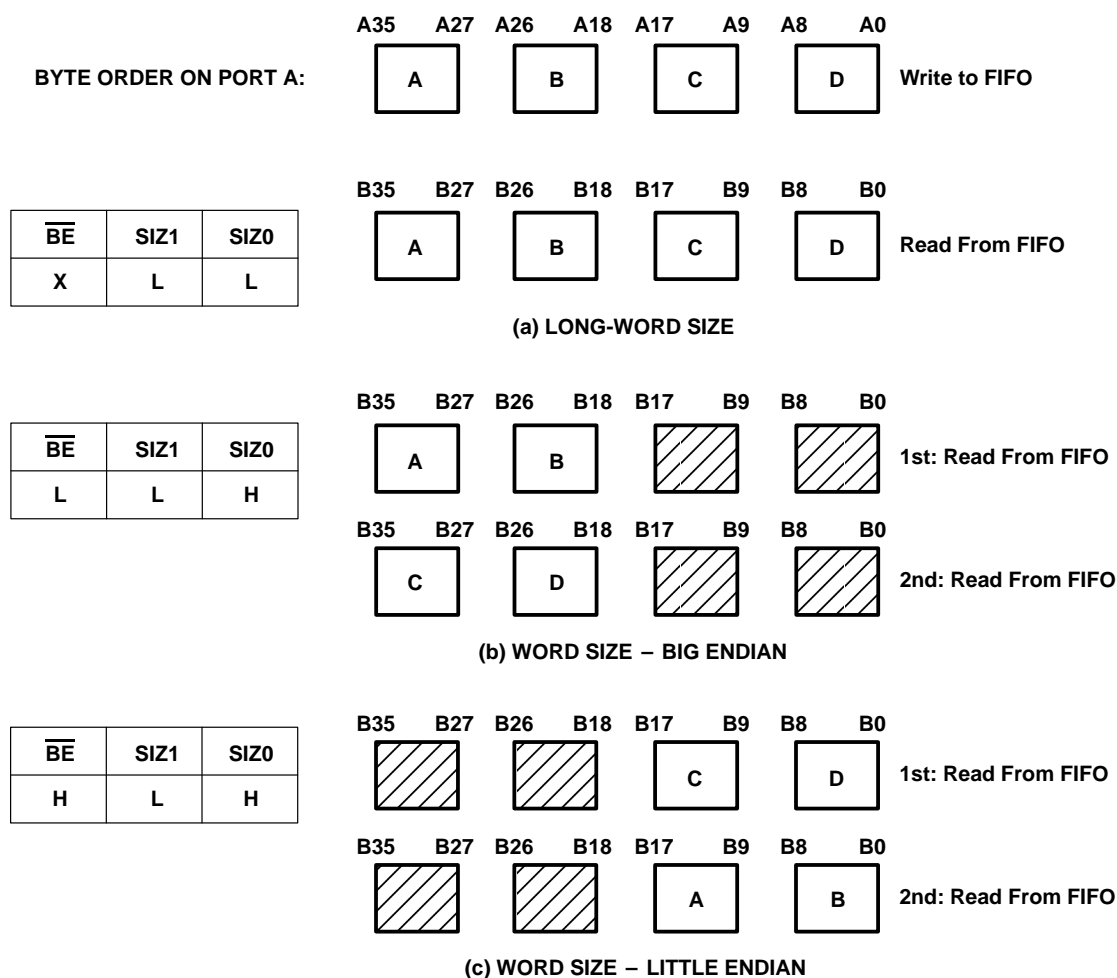 A35 A27 A26 A18 A17 A9 A8 A0
BYTE ORDER ON PORT A: A B C D Write to FIFO
B35 B27 B26 B18 B17 B9 B8 B0
BE SIZ1 SIZ0
A B C D Read From FIFO
X L L
(a) LONG-WORD SIZE
B35 B27 B26 B18 B17 B9 B8 B0
BE SIZ1 SIZ0
A B 1st: Read From FIFO
L L H
B35 B27 B26 B18 B17 B9 B8 B0
C D 2nd: Read From FIFO
(b) WORD SIZE – BIG ENDIAN
B35 B27 B26 B18 B17 B9 B8 B0
BE SIZ1 SIZ0
C D 1st: Read From FIFO
H L H
B35 B27 B26 B18 B17 B9 B8 B0
A B 2nd: Read From FIFO
(c) WORD SIZE – LITTLE ENDIAN